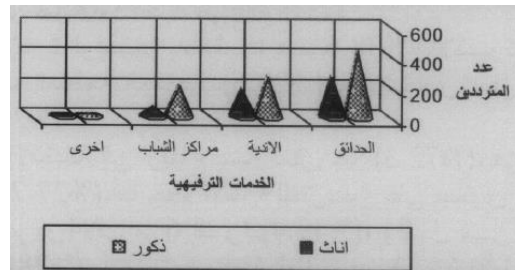 600
400
200
0
عدد
المترددين
الحدائق
الاندية
مراكز الشباب
اخرى
الخدمات الترفيهية
اناث
ذكور